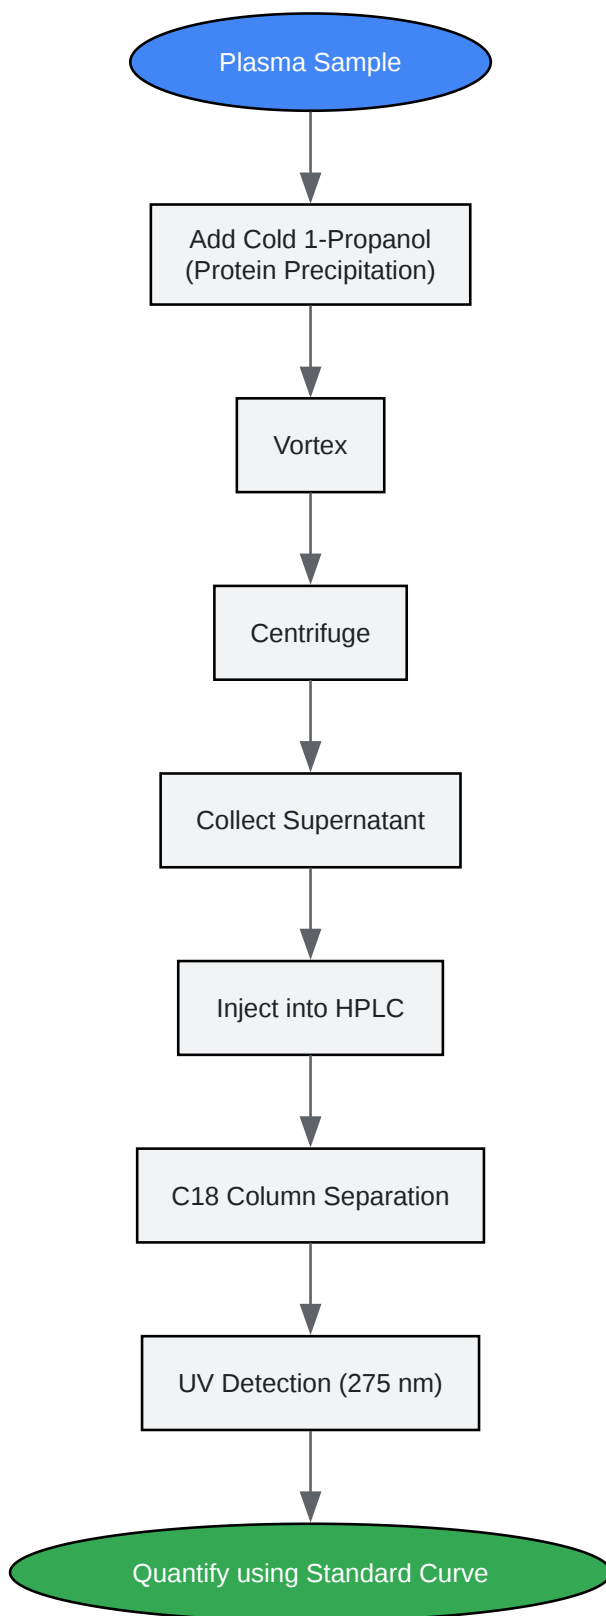 Plasma Sample
Add Cold 1-Propanol
(Protein Precipitation)
Vortex
Centrifuge
Collect Supernatant
Inject into HPLC
C18 Column Separation
UV Detection (275 nm)
Quantify using Standard Curve